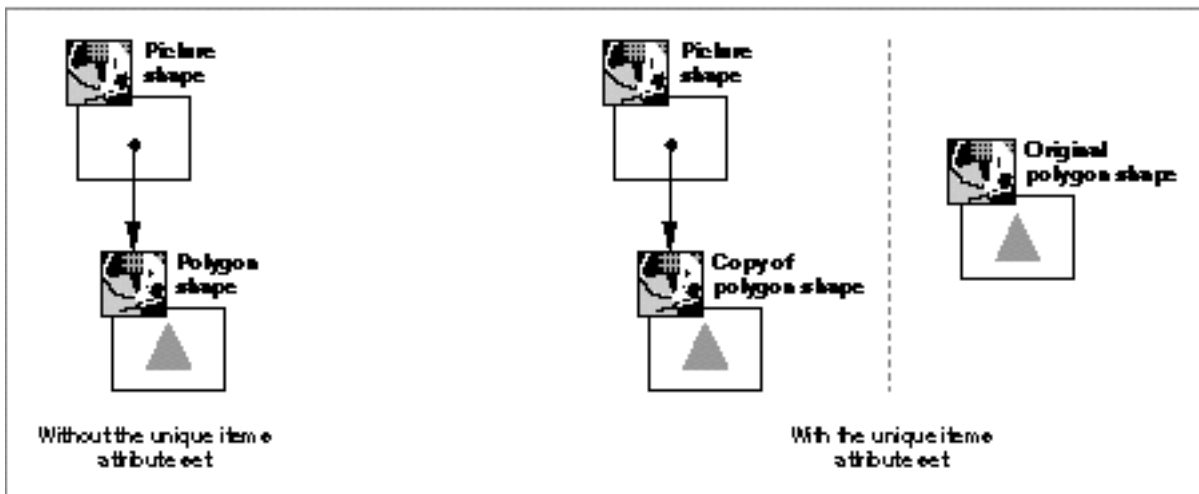 Picture
shape
Polygon
shape
Without the unique items
attribute set
Picture
shape
Copy of
polygon shape
Original
polygon shape
With the unique items
attribute set